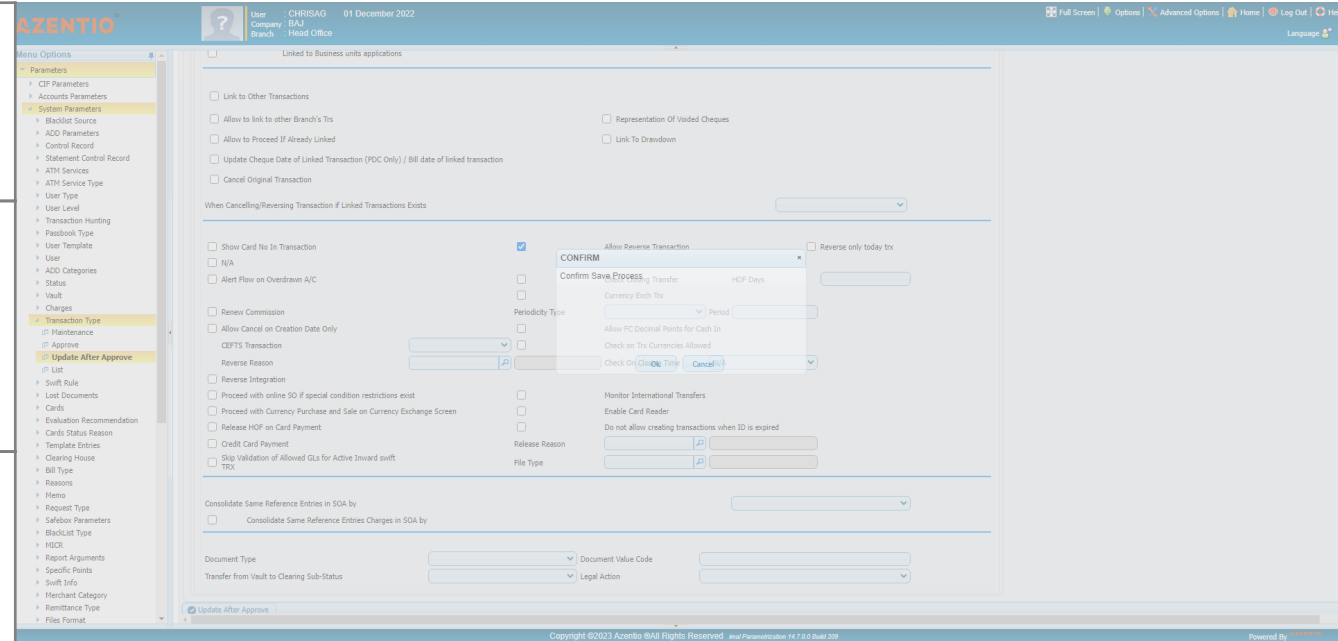 AZENTIO
User : CHRISAG 01 December 2022
Company : BAJ
Branch : Head Office
Full Screen | Options | Advanced Options | Home | Log Out | He
Language
Menu Options
Parameters
CIF Parameters
Accounts Parameters
System Parameters
Blacklist Source
ADD Parameters
Control Record
Statement Control Record
ATM Services
ATM Service Type
User Type
User Level
Transaction Hunting
Passbook Type
User Template
User
ADD Categories
Status
Vault
Charges
Transaction Type
Maintenance
Approve
Update After Approve
List
Swift Rule
Lost Documents
Cards
Evaluation Recommendation
Cards Status Reason
Template Entries
Clearing House
Bill Type
Reasons
Memo
Request Type
Safebox Parameters
BlackList Type
MICR
Report Arguments
Specific Points
Swift Info
Merchant Category
Remittance Type
Files Format
Linked to Business units applications
Link to Other Transactions
Allow to link to other Branch's Trs Representation Of Voided Cheques
Allow to Proceed If Already Linked Link To Drawdown
Update Cheque Date of Linked Transaction (PDC Only) / Bill date of linked transaction
Cancel Original Transaction
When Cancelling/Reversing Transaction if Linked Transactions Exists
Show Card No In Transaction Allow Reverse Transaction Reverse only today trx
N/A
Alert Flow on Overdrawn A/C HOF Days
CONFIRM ×
Confirm Save Process
Currency Exch Trx
Renew Commission Periodicity Type Period
Allow Cancel on Creation Date Only Allow FC Decimal Points for Cash In
CEFTS Transaction Check on Trx Currencies Allowed
Reverse Reason Check On Closing Time N/A
Ok Cancel
Reverse Integration
Proceed with online SO if special condition restrictions exist Monitor International Transfers
Proceed with Currency Purchase and Sale on Currency Exchange Screen Enable Card Reader
Release HOF on Card Payment Do not allow creating transactions when ID is expired
Credit Card Payment Release Reason
Skip Validation of Allowed GLs for Active Inward swift
TRX File Type
Consolidate Same Reference Entries in SOA by
Consolidate Same Reference Entries Charges in SOA by
Document Type Document Value Code
Transfer from Vault to Clearing Sub-Status Legal Action
Update After Approve
Copyright ©2023 Azentio ®All Rights Reserved imal Parametrization 14.7.0.0 Build 209
Powered By